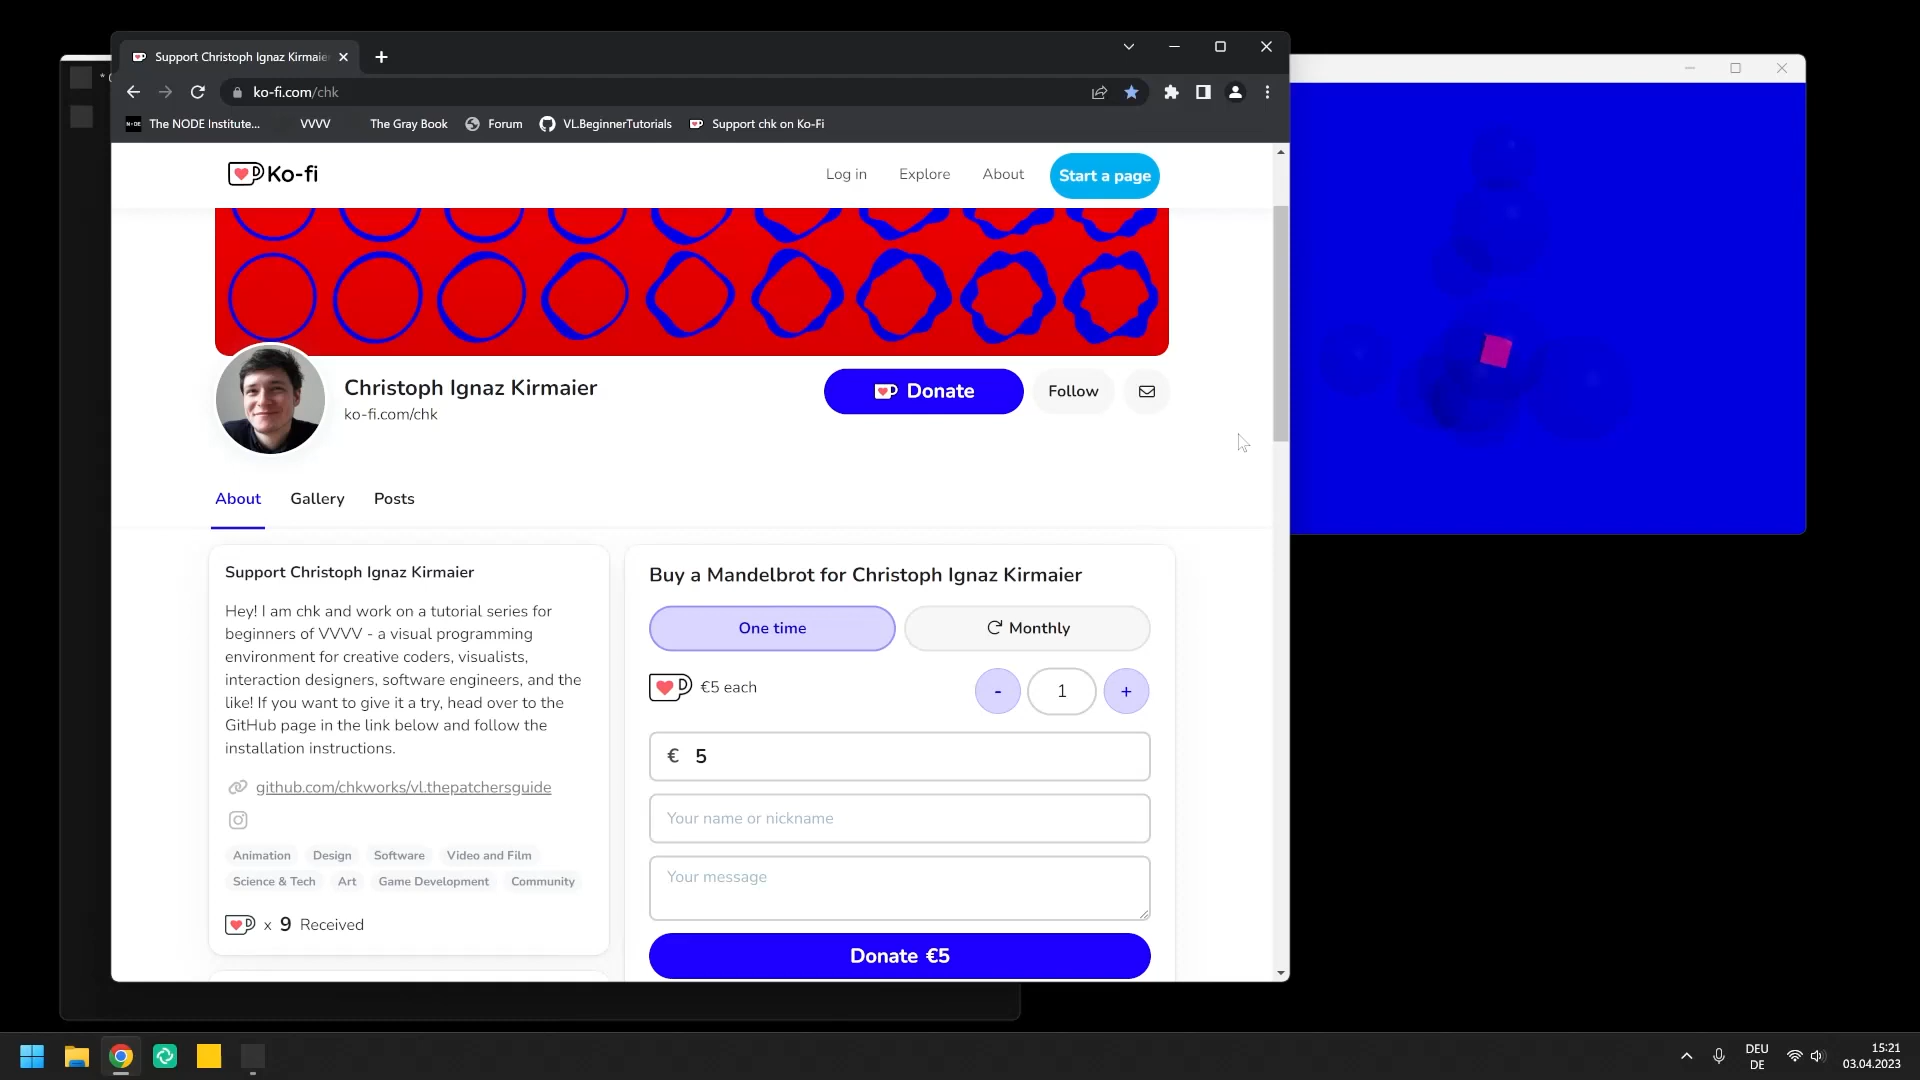 Support Christoph Ignaz Kirmaie
ko-fi.com/chk
The NODE Institute...
VVVV
The Gray Book
Forum
VL.BeginnerTutorials
Support chk on Ko-Fi
Ko-fi
Log in
Explore
About
Start a page
Christoph Ignaz Kirmaier
ko-fi.com/chk
Donate
Follow
About
Gallery
Posts
Support Christoph Ignaz Kirmaier
Hey! I am chk and work on a tutorial series for
beginners of VVVV - a visual programming
environment for creative coders, visualists,
interaction designers, software engineers, and the
like! If you want to give it a try, head over to the
GitHub page in the link below and follow the
installation instructions.
github.com/chkworks/vl.thepatchersguide
Animation
Design
Software
Video and Film
Science & Tech
Art
Game Development
Community
x 9 Received
Buy a Mandelbrot for Christoph Ignaz Kirmaier
One time
Monthly
€5 each
-
1
+
€ 5
Your name or nickname
Your message
Donate €5
DEU
DE
15:21
03.04.2023